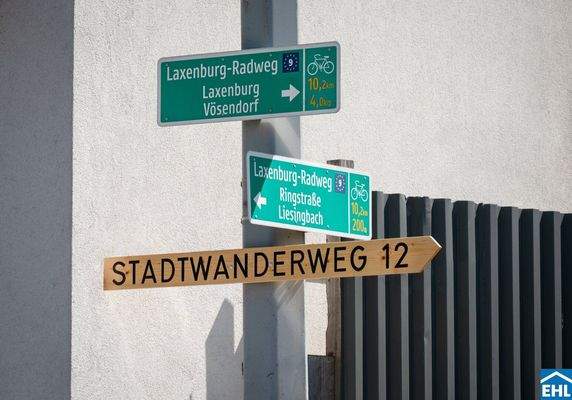 Laxenburg-Radweg 9
Laxenburg 10,2km
Vösendorf 4,0km
Laxenburg-Radweg 9
Ringstraße 10,2km
Liesingbach 200m
STADTWANDERWEG 12
EHL